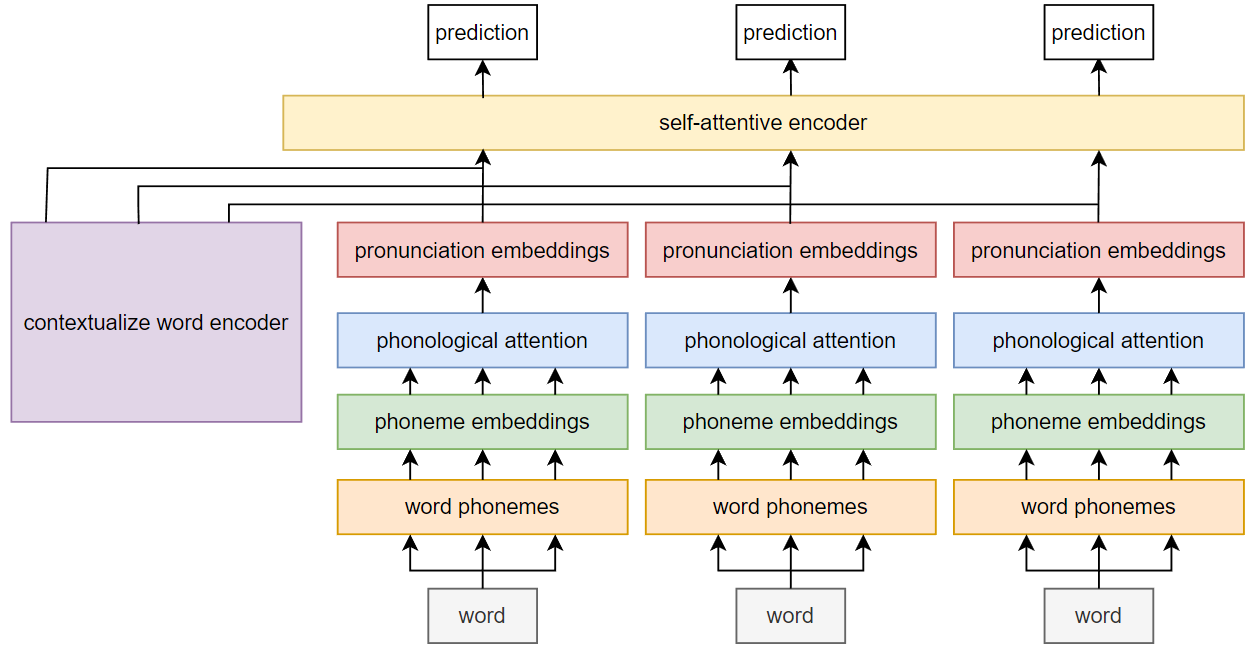 prediction
prediction
prediction
self-attentive encoder
contextualize word encoder
pronunciation embeddings
pronunciation embeddings
pronunciation embeddings
phonological attention
phonological attention
phonological attention
phoneme embeddings
phoneme embeddings
phoneme embeddings
word phonemes
word phonemes
word phonemes
word
word
word